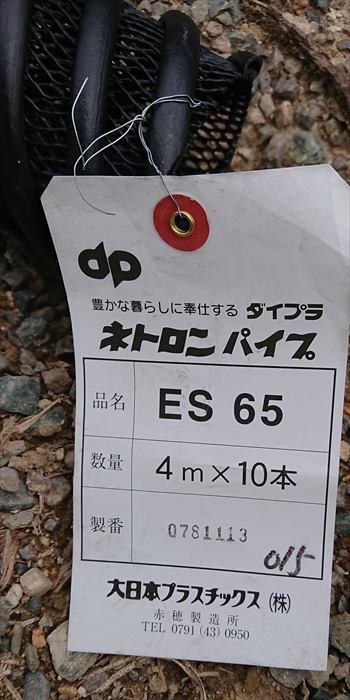 dp
豊かな暮らしに奉仕する ダイプラ
ネトロンパイプ
品名 ES 65
数量 4m×10本
製番 0781113
015
大日本プラスチックス(株)
赤穂製造所
TEL 0791(43)0950